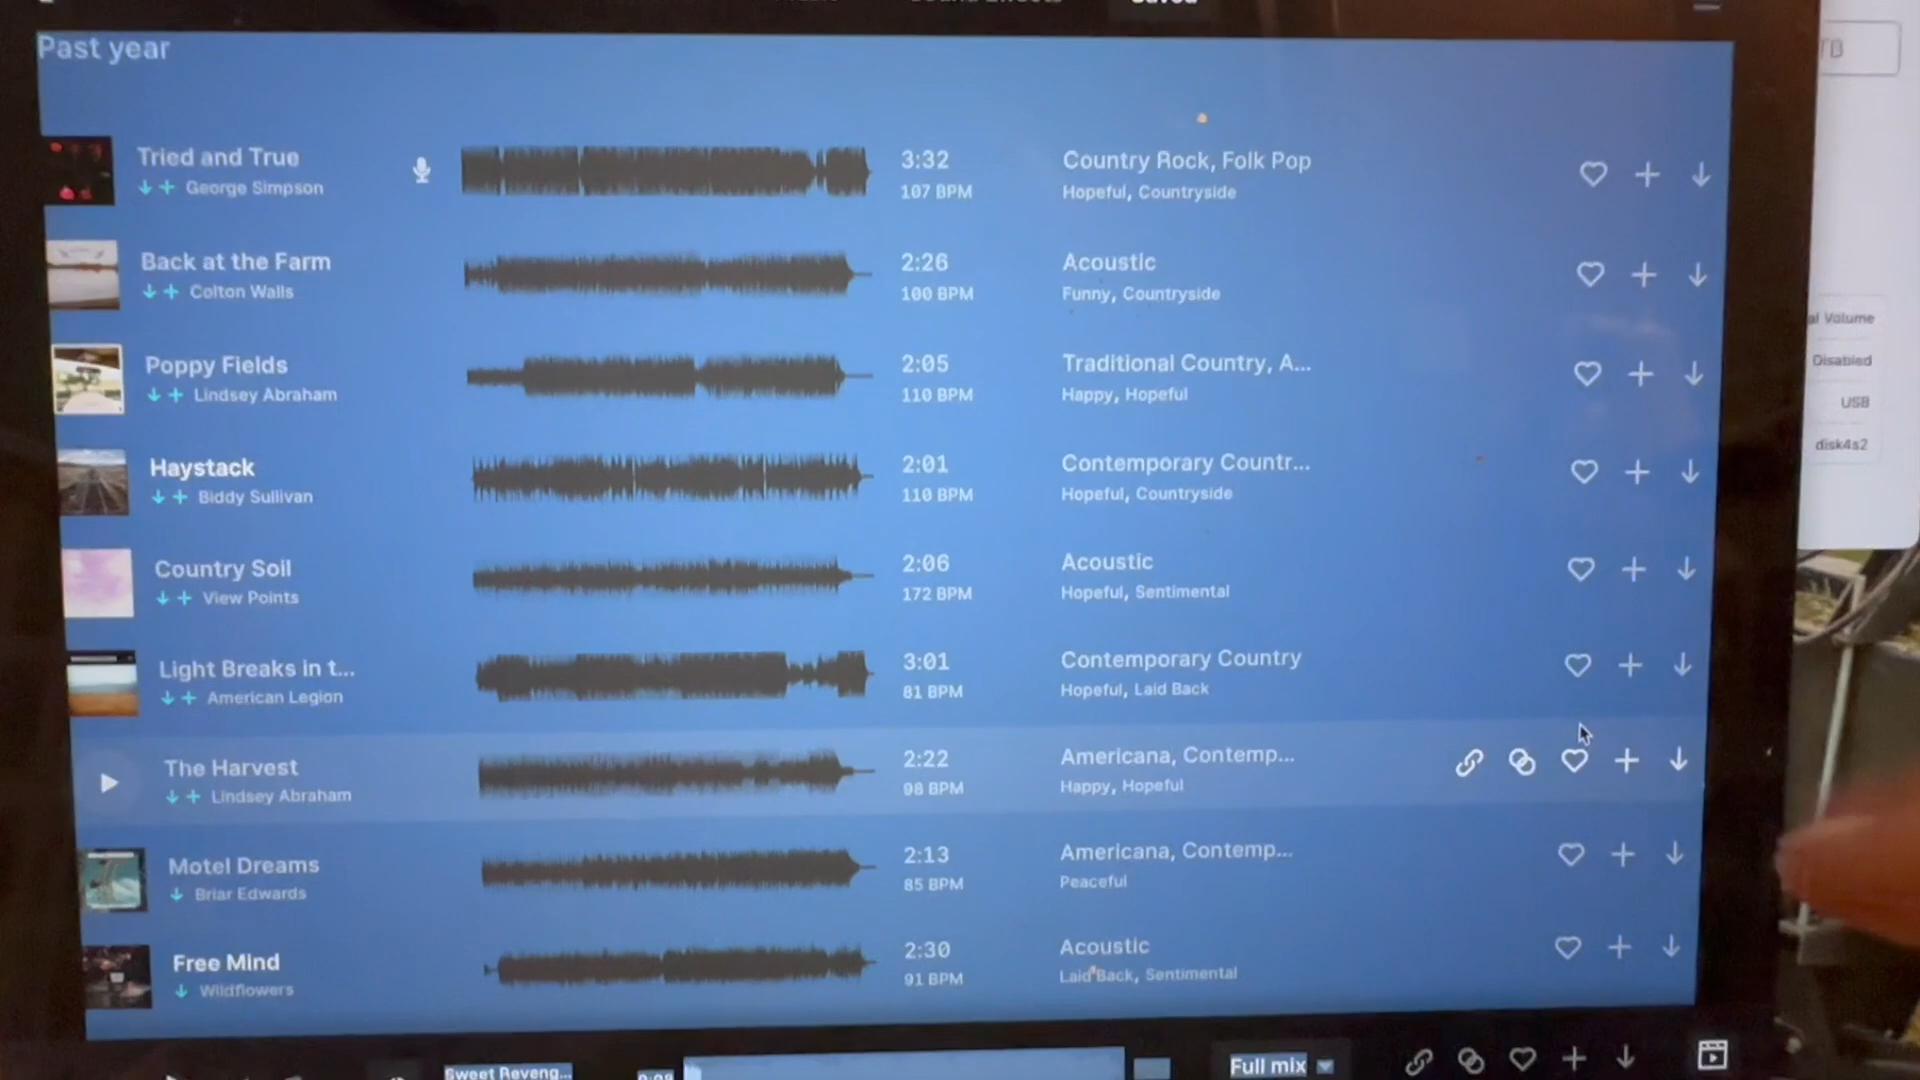 Saved
Past year
Tried and True
George Simpson
3:32
107 BPM
Country Rock, Folk Pop
Hopeful, Countryside
Back at the Farm
Colton Walls
2:26
100 BPM
Acoustic
Funny, Countryside
Poppy Fields
Lindsey Abraham
2:05
110 BPM
Traditional Country, A...
Happy, Hopeful
Haystack
Biddy Sullivan
2:01
110 BPM
Contemporary Countr...
Hopeful, Countryside
Country Soil
View Points
2:06
172 BPM
Acoustic
Hopeful, Sentimental
Light Breaks in t...
American Legion
3:01
81 BPM
Contemporary Country
Hopeful, Laid Back
The Harvest
Lindsey Abraham
2:22
98 BPM
Americana, Contemp...
Happy, Hopeful
Motel Dreams
Briar Edwards
2:13
85 BPM
Americana, Contemp...
Peaceful
Free Mind
Wildflowers
2:30
91 BPM
Acoustic
Laid Back, Sentimental
Sweet Reveng...
Full mix
TB
al Volume
Disabled
USB
disk4s2